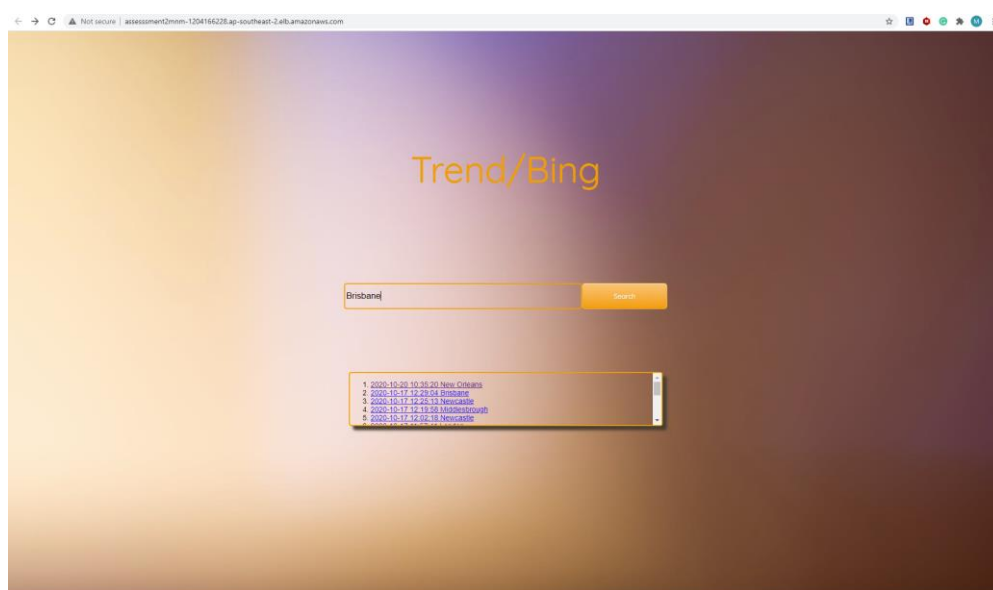 Not secure | assesssment2mnm-1204166228.ap-southeast-2.elb.amazonaws.com
M
Trend/Bing
Brisbane
Search
1. 2020-10-20 10:35:20 New Orleans
2. 2020-10-17 12:29:04 Brisbane
3. 2020-10-17 12:25:13 Newcastle
4. 2020-10-17 12:19:58 Middlesbrough
5. 2020-10-17 12:02:18 Newcastle